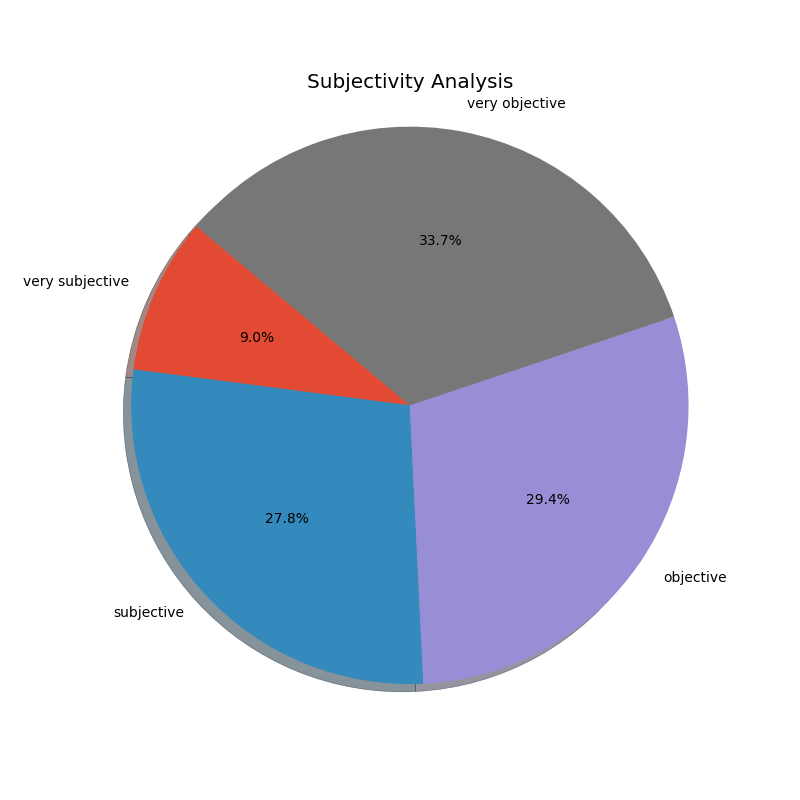 Subjectivity Analysis
very objective
33.7%
very subjective
9.0%
29.4%
27.8%
objective
subjective